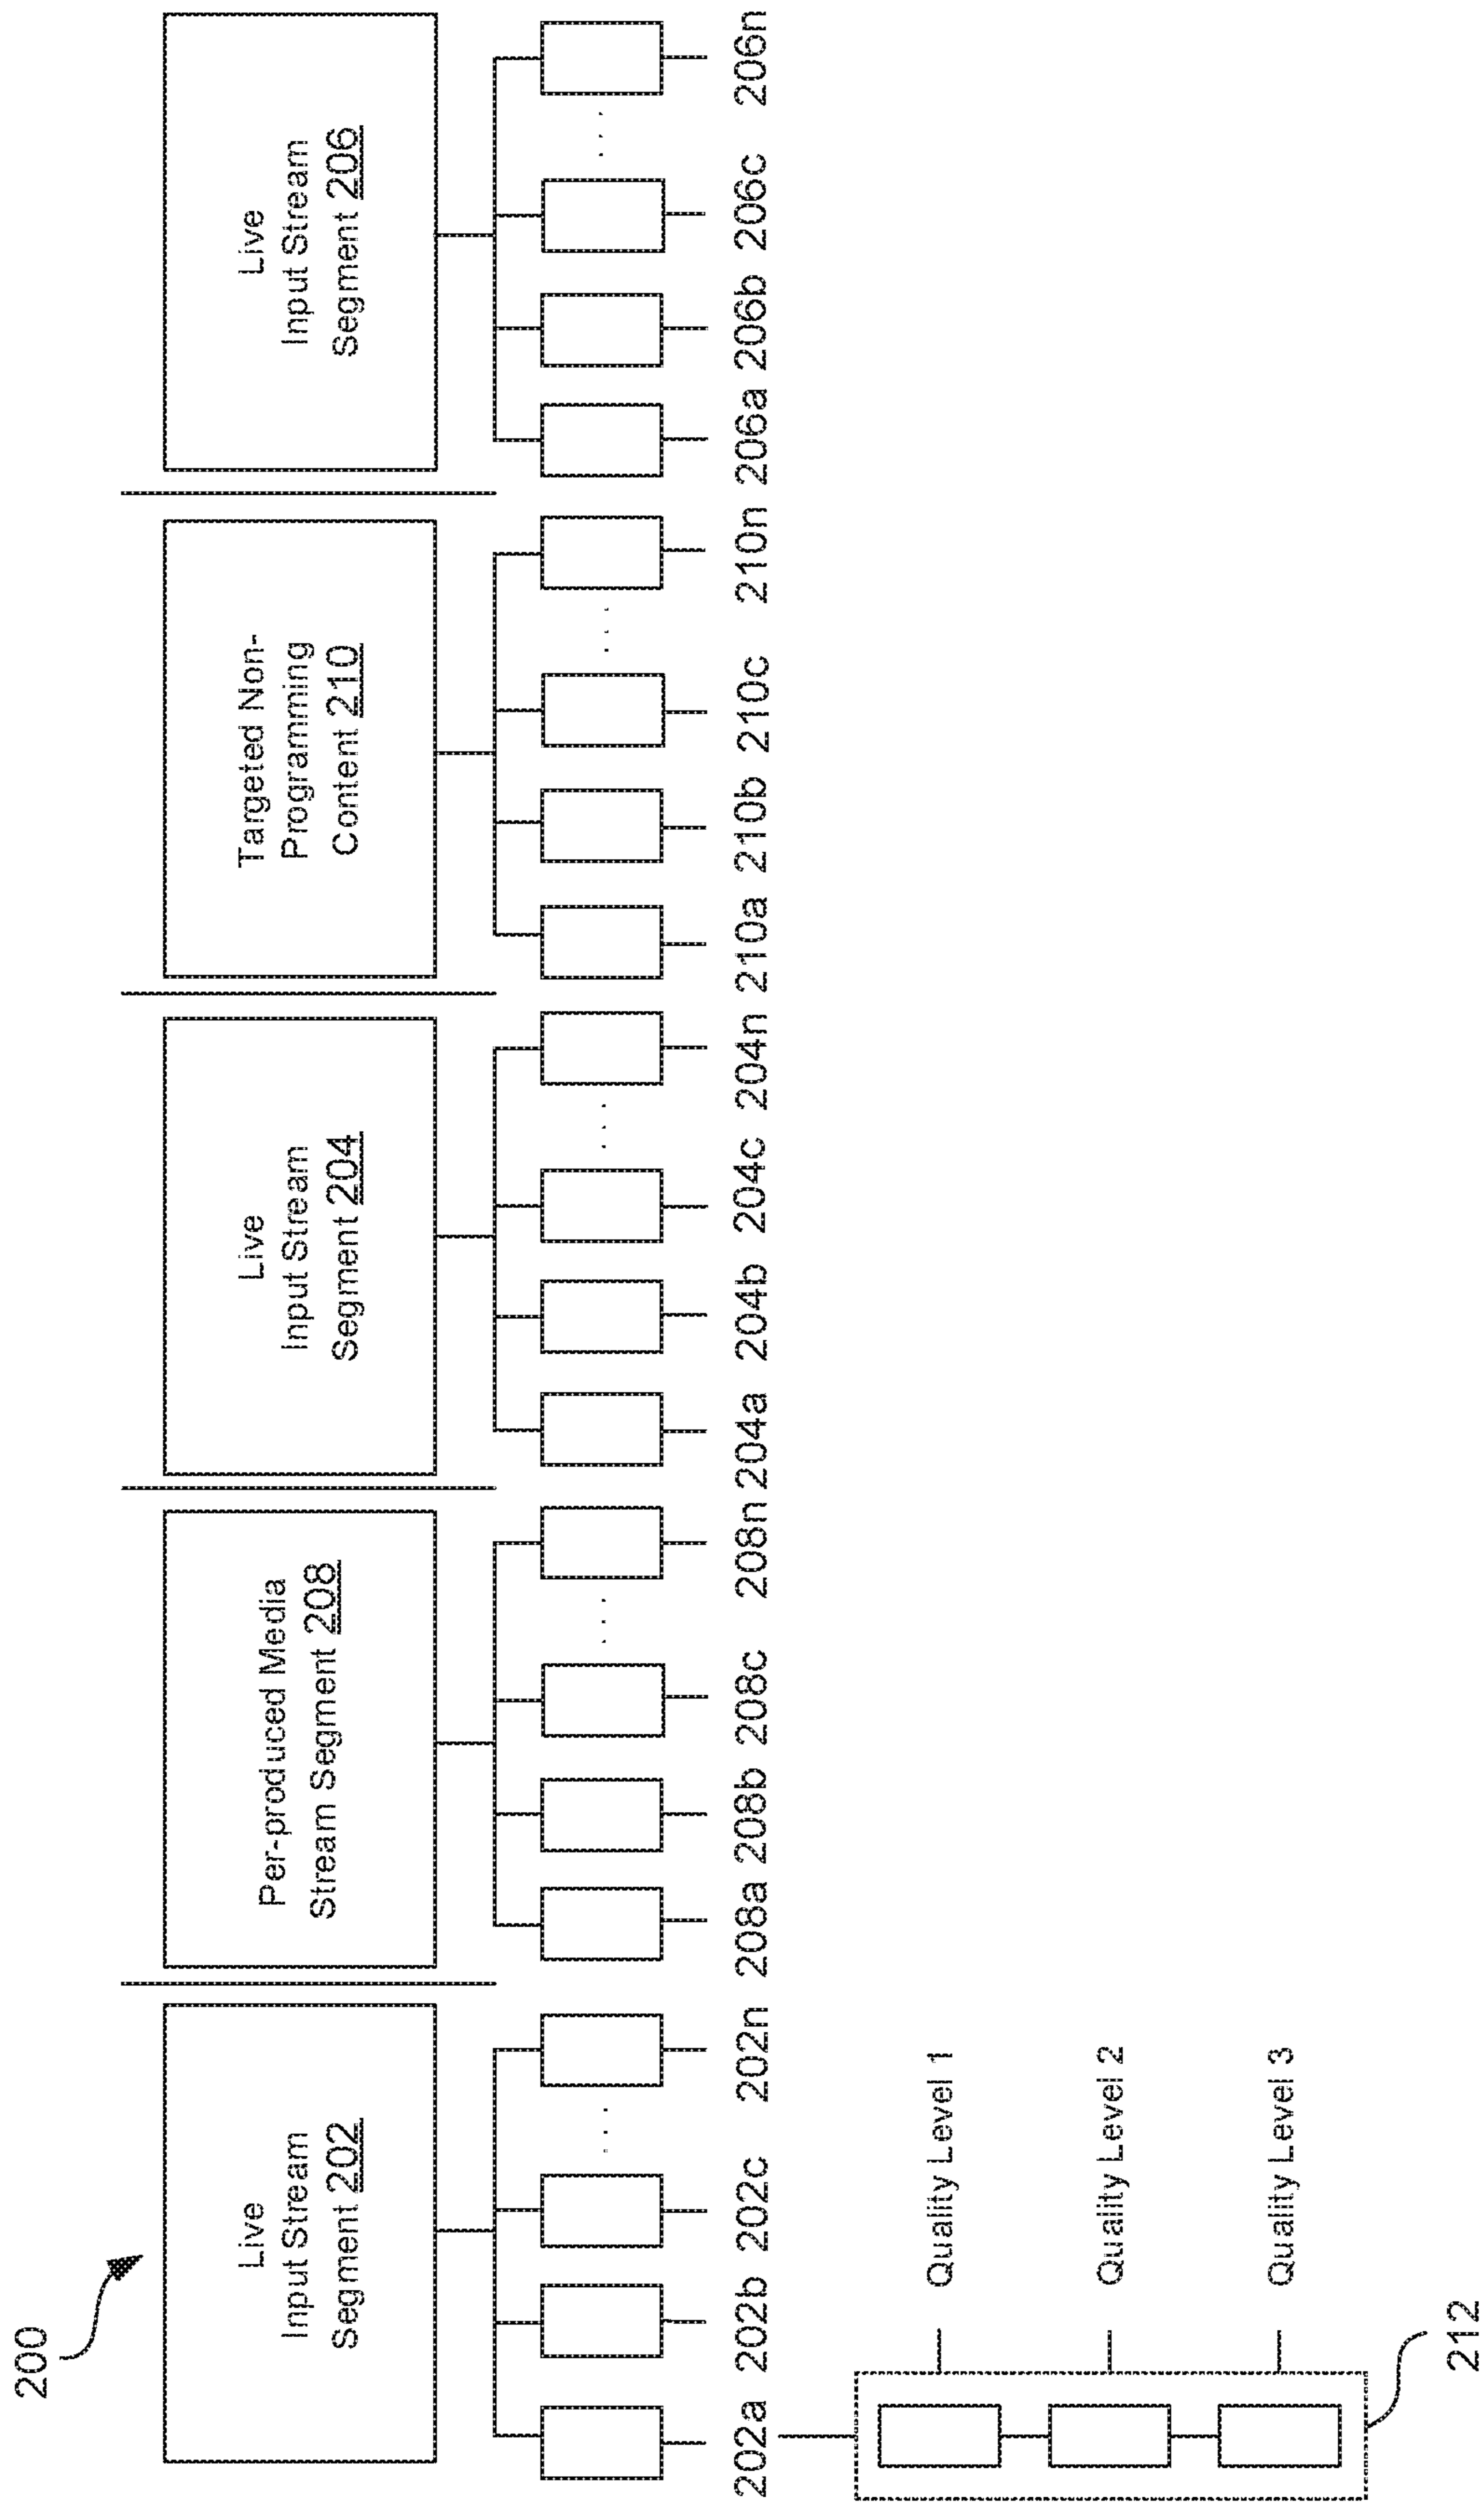 200
Live
Input Stream
Segment 202
Per-produced Media
Stream Segment 208
Live
Input Stream
Segment 204
Targeted Non-
Programming
Content 210
Live
Input Stream
Segment 206
202a 202b 202c 202n 208a 208b 208c 208n 204a 204b 204c 204n 210a 210b 210c 210n 206a 206b 206c 206n
. . . . . . . . . . . . . . .
Quality Level 1
Quality Level 2
Quality Level 3
212